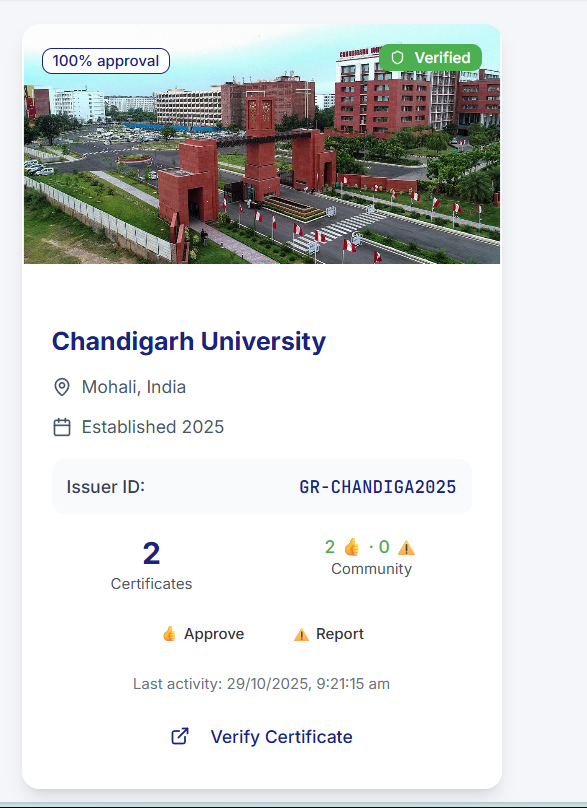 100% approval
Verified
Chandigarh University
Mohali, India
Established 2025
Issuer ID: GR-CHANDIGA2025
2
Certificates
2 👍 · 0 ⚠️
Community
👍 Approve ⚠️ Report
Last activity: 29/10/2025, 9:21:15 am
Verify Certificate